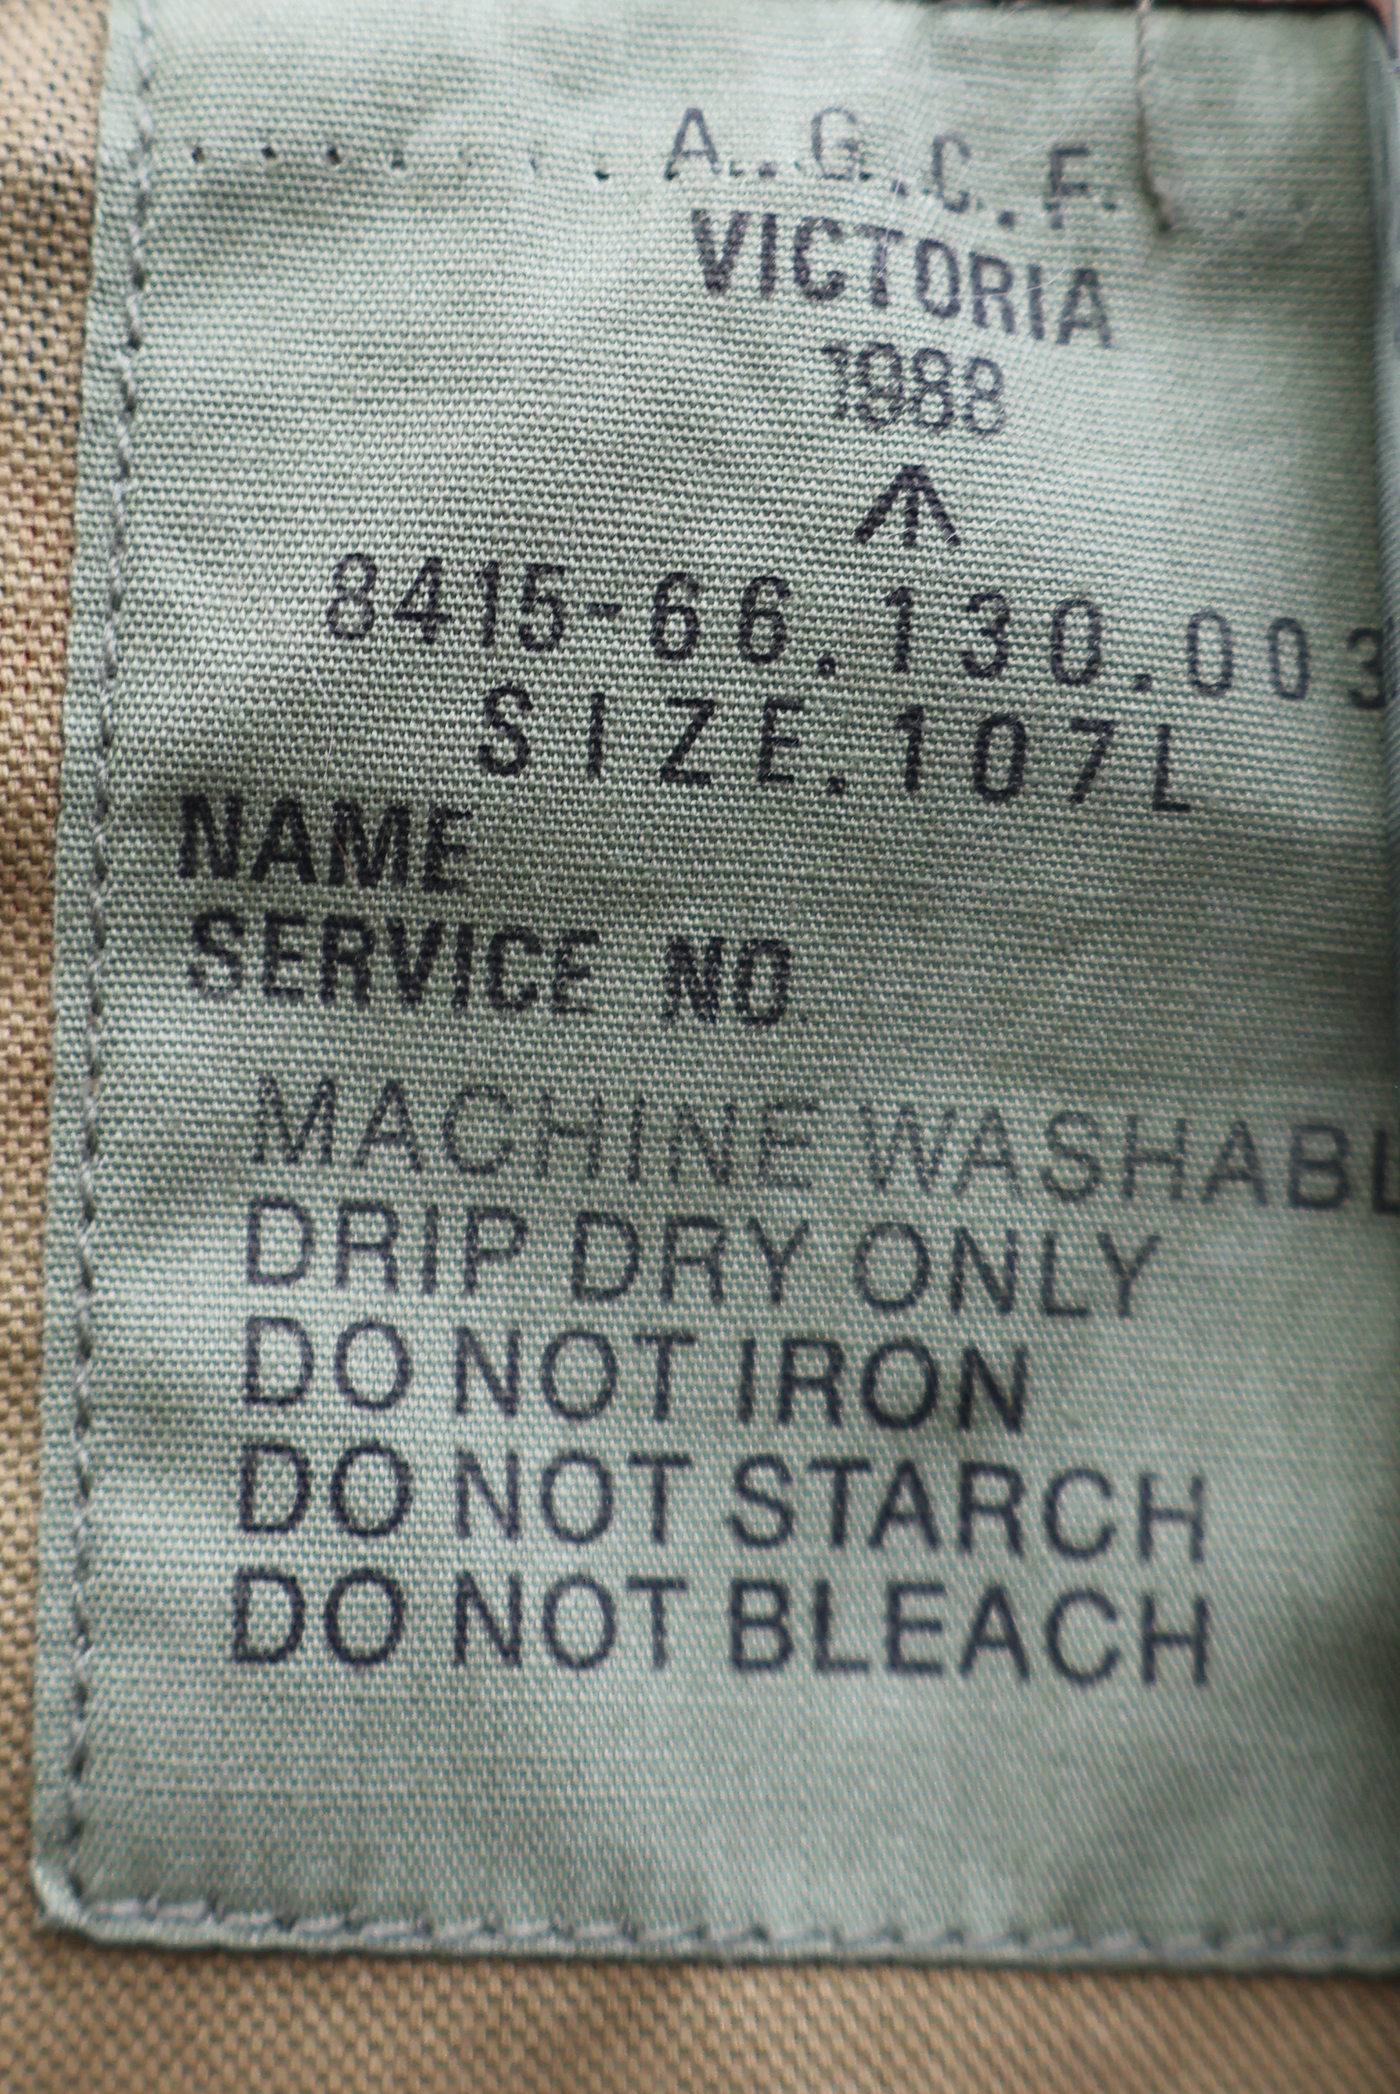 A.G.C.F.
VICTORIA
1988
8415-66.130.003
SIZE.107L
NAME
SERVICE NO.
MACHINE WASHABL
DRIP DRY ONLY
DO NOT IRON
DO NOT STARCH
DO NOT BLEACH